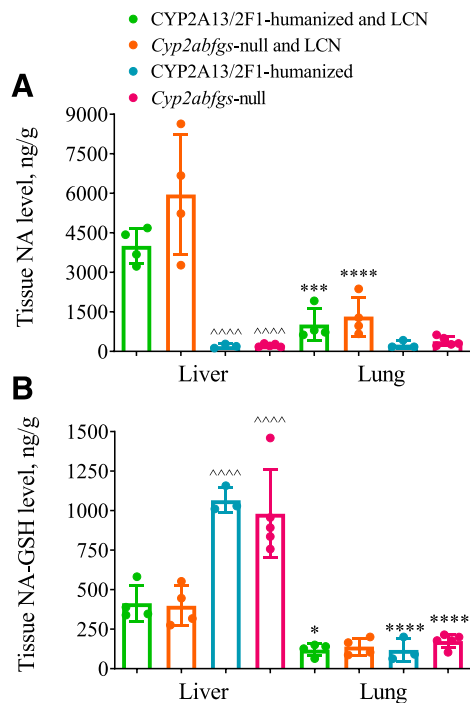 CYP2A13/2F1-humanized and LCN
Cyp2abfgs-null and LCN
CYP2A13/2F1-humanized
Cyp2abfgs-null
A
Tissue NA level, ng/g
9000
7500
6000
4500
3000
1500
0
^^^^
^^^^
***
****
Liver
Lung
B
Tissue NA-GSH level, ng/g
1500
1250
1000
750
500
250
0
^^^^
^^^^
*
****
****
Liver
Lung